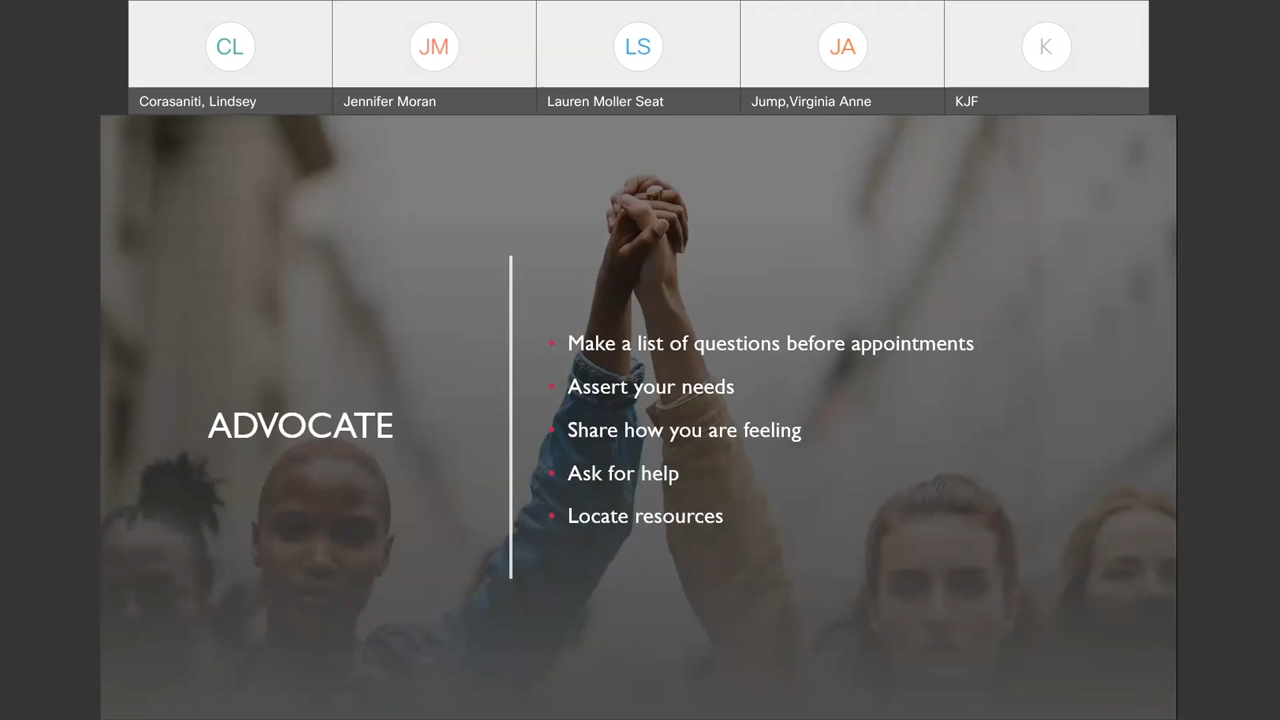 CL
JM
LS
JA
K
Corasaniti, Lindsey
Jennifer Moran
Lauren Moller Seat
Jump,Virginia Anne
KJF
ADVOCATE
• Make a list of questions before appointments
• Assert your needs
• Share how you are feeling
• Ask for help
• Locate resources